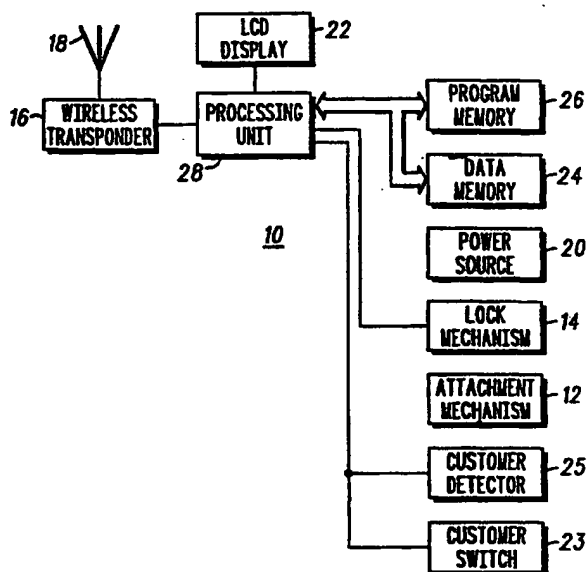 18
LCD
DISPLAY
22
16
WIRELESS
TRANSPONDER
PROCESSING
UNIT
28
PROGRAM
MEMORY
26
DATA
MEMORY
24
10
POWER
SOURCE
20
LOCK
MECHANISM
14
ATTACHMENT
MECHANISM
12
CUSTOMER
DETECTOR
25
CUSTOMER
SWITCH
23